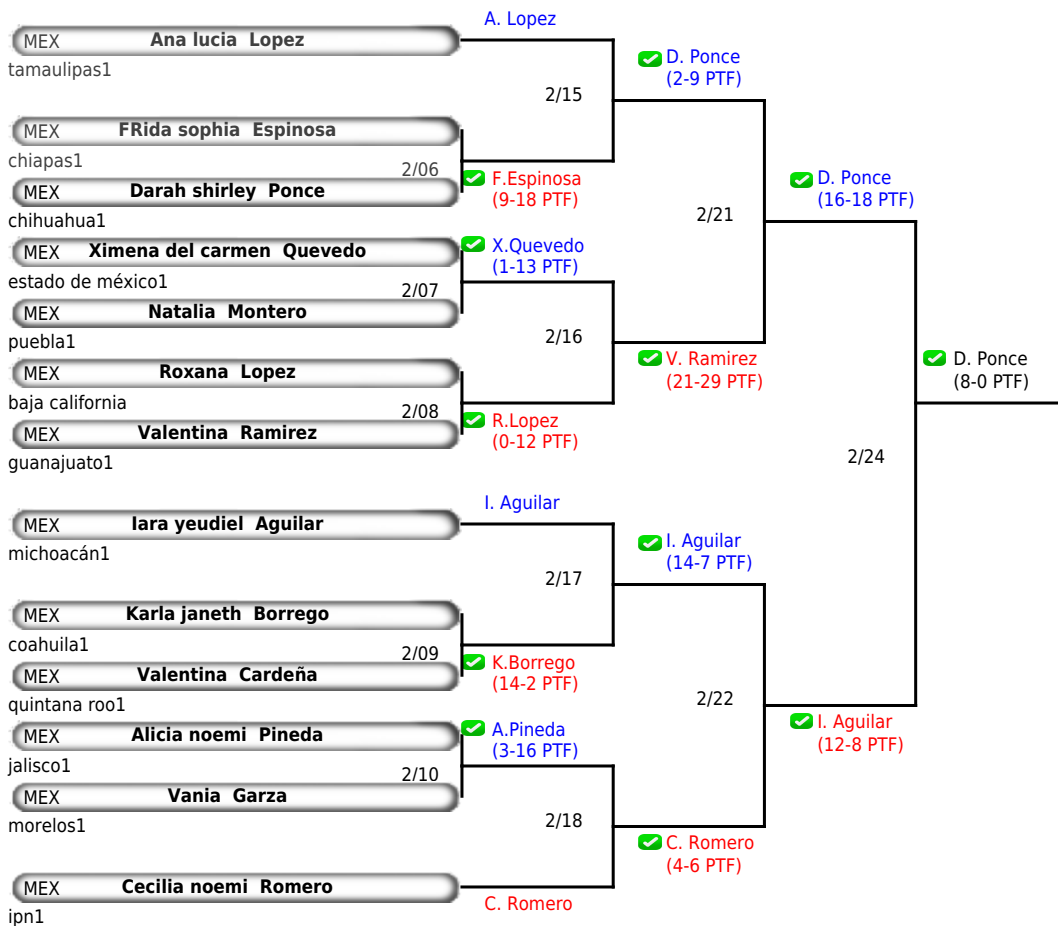 A. Lopez
MEX Ana lucia Lopez
tamaulipas1
D. Ponce
(2-9 PTF)
2/15
MEX FRida sophia Espinosa
chiapas1
2/06
F.Espinosa
(9-18 PTF)
MEX Darah shirley Ponce
chihuahua1
D. Ponce
(16-18 PTF)
2/21
MEX Ximena del carmen Quevedo
X.Quevedo
(1-13 PTF)
estado de méxico1
2/07
MEX Natalia Montero
puebla1
2/16
V. Ramirez
(21-29 PTF)
D. Ponce
(8-0 PTF)
MEX Roxana Lopez
baja california
2/08
R.Lopez
(0-12 PTF)
MEX Valentina Ramirez
guanajuato1
2/24
I. Aguilar
MEX Iara yeudiel Aguilar
michoacán1
I. Aguilar
(14-7 PTF)
2/17
MEX Karla janeth Borrego
coahuila1
2/09
K.Borrego
(14-2 PTF)
MEX Valentina Cardeña
quintana roo1
2/22
I. Aguilar
(12-8 PTF)
MEX Alicia noemi Pineda
A.Pineda
(3-16 PTF)
jalisco1
2/10
MEX Vania Garza
morelos1
2/18
C. Romero
(4-6 PTF)
MEX Cecilia noemi Romero
C. Romero
ipn1